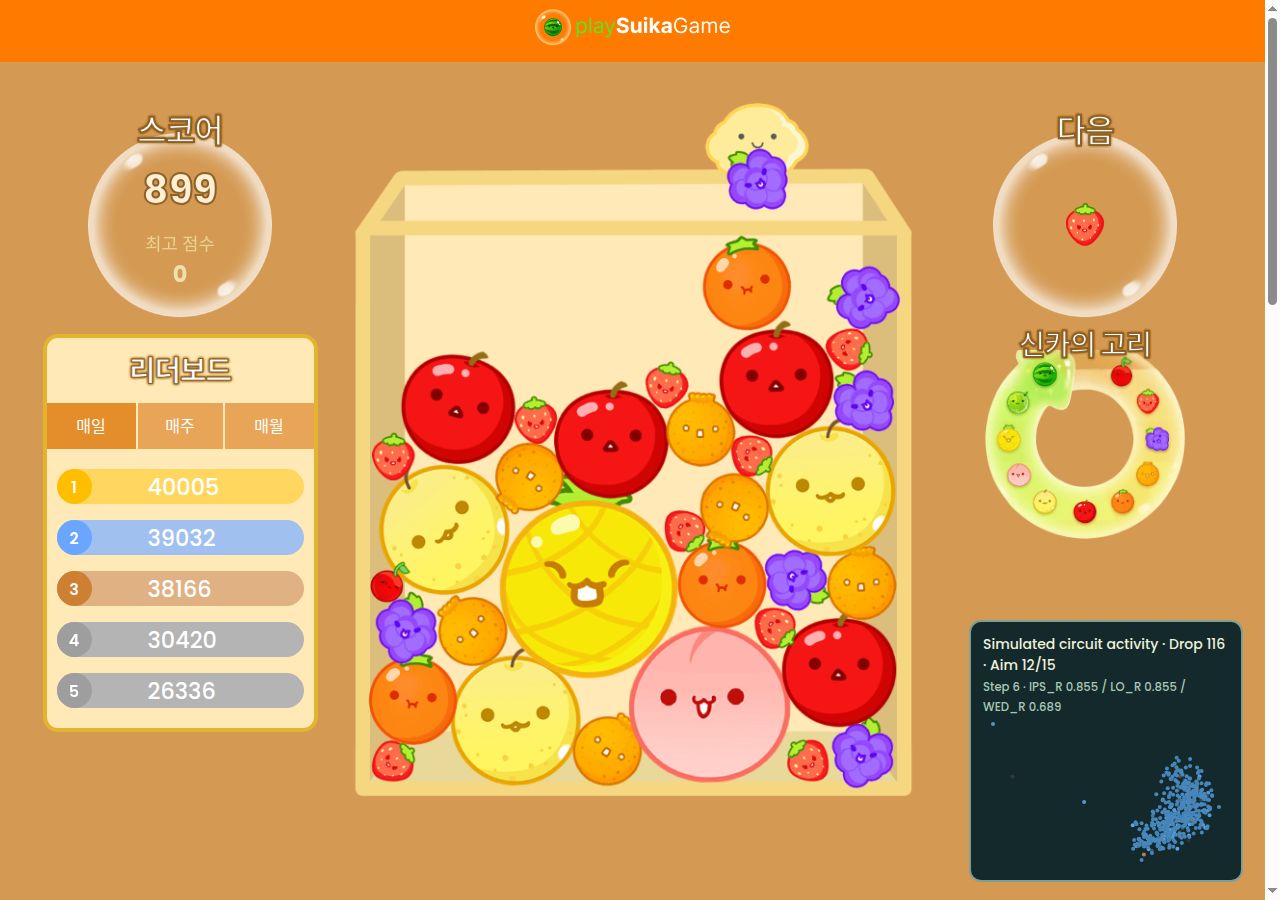 playSuikaGame
스코어
899
최고 점수
0
다음
신카의 고리
리더보드
매일 매주 매월
1 40005
2 39032
3 38166
4 30420
5 26336
Simulated circuit activity · Drop 116
· Aim 12/15
Step 6 · IPS_R 0.855 / LO_R 0.855 /
WED_R 0.689